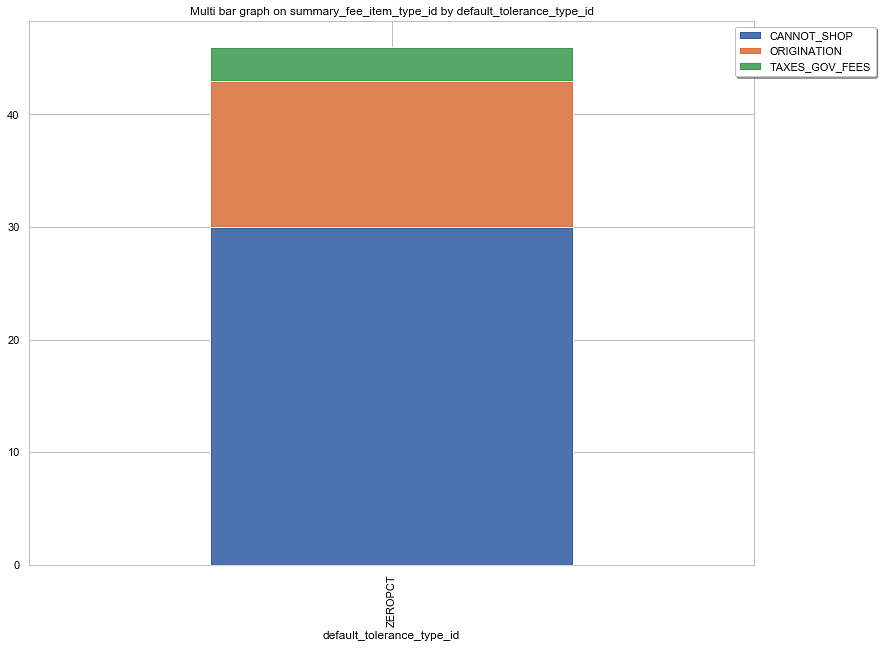 Multi bar graph on summary_fee_item_type_id by default_tolerance_type_id
CANNOT_SHOP
ORIGINATION
TAXES_GOV_FEES
40
30
20
10
0
ZEROPCT
default_tolerance_type_id